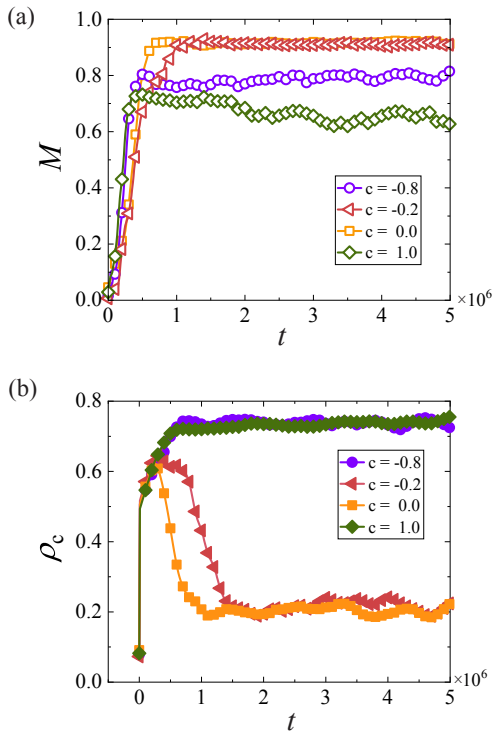 (a)
M
1.0
0.8
0.6
0.4
0.2
0.0
c = -0.8
c = -0.2
c = 0.0
c = 1.0
0 1 2 3 4 5
×10⁶
t
(b)
ρc
0.8
0.6
0.4
0.2
0.0
c = -0.8
c = -0.2
c = 0.0
c = 1.0
0 1 2 3 4 5
×10⁶
t